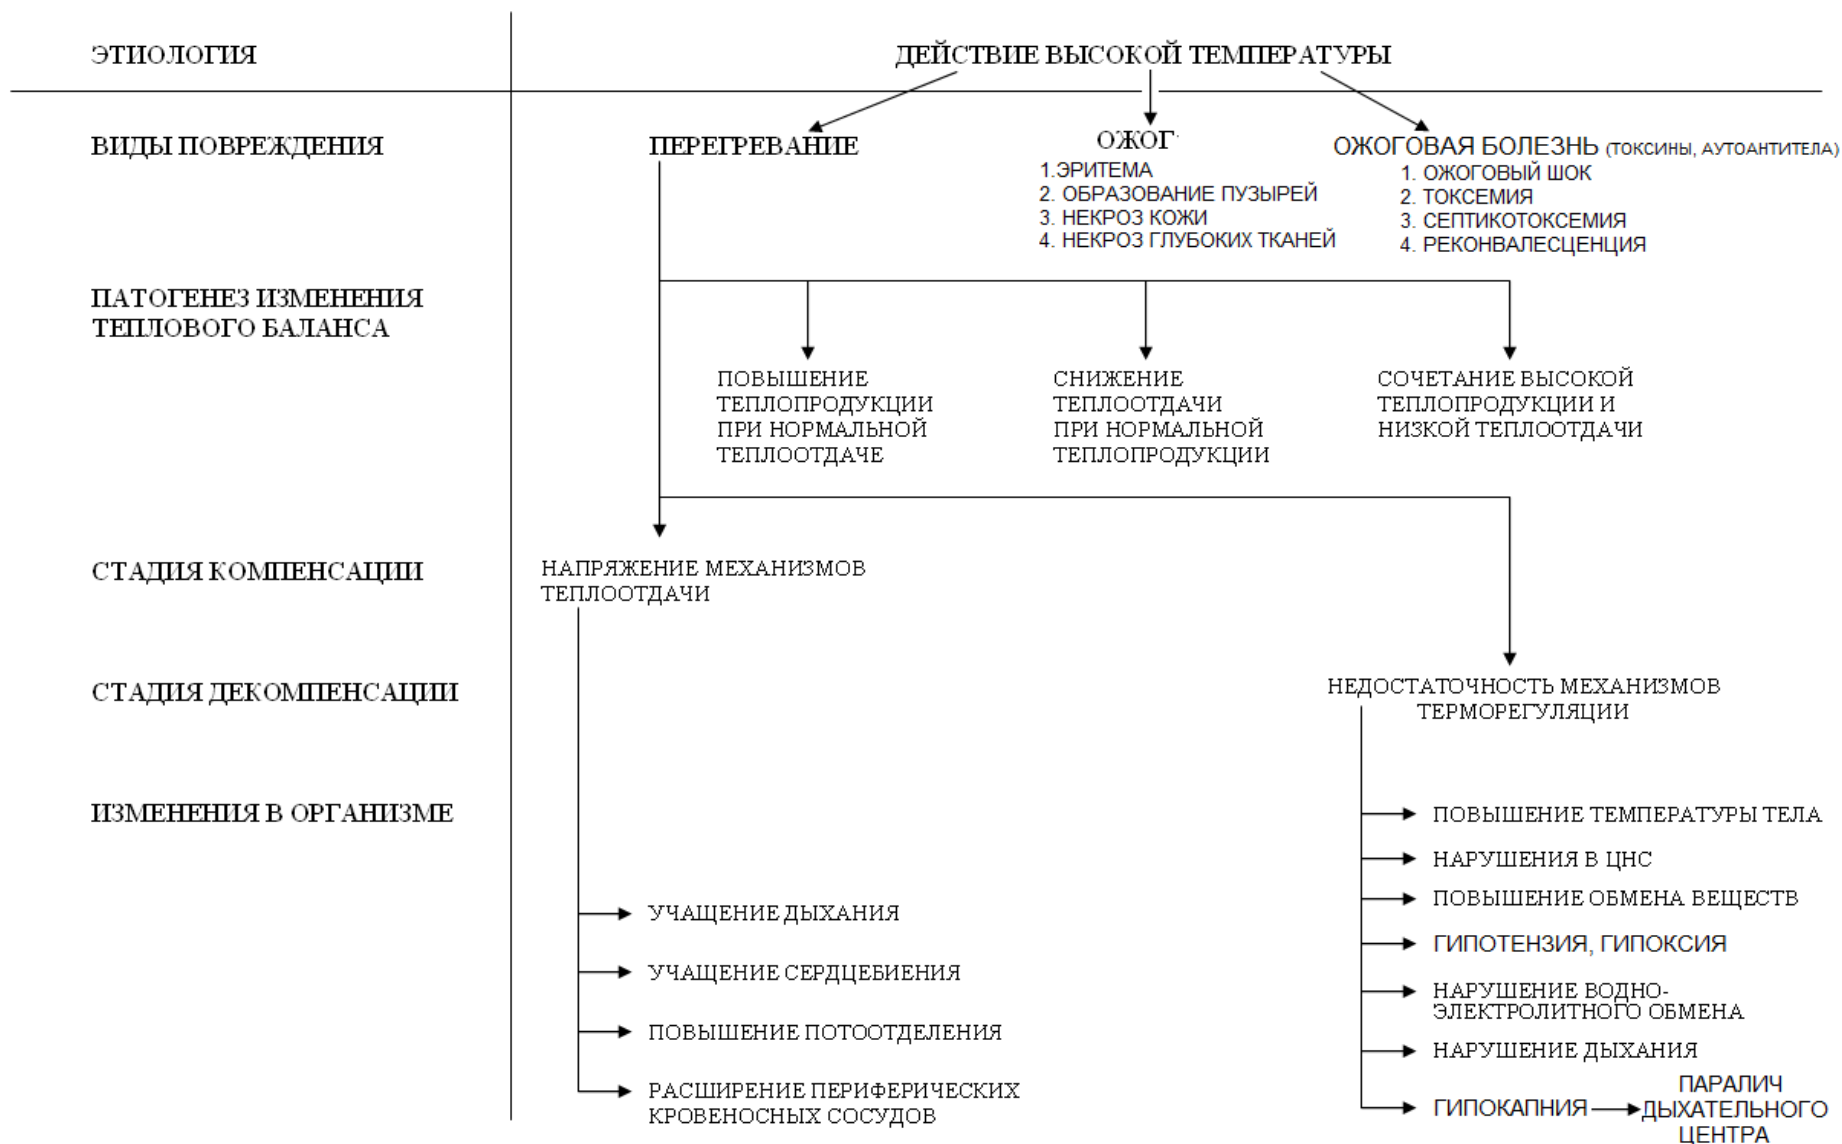 ЭТИОЛОГИЯ
ДЕЙСТВИЕ ВЫСОКОЙ ТЕМПЕРАТУРЫ
ВИДЫ ПОВРЕЖДЕНИЯ
ПЕРЕГРЕВАНИЕ
ОЖОГ
1.ЭРИТЕМА
2. ОБРАЗОВАНИЕ ПУЗЫРЕЙ
3. НЕКРОЗ КОЖИ
4. НЕКРОЗ ГЛУБОКИХ ТКАНЕЙ
ОЖОГОВАЯ БОЛЕЗНЬ (ТОКСИНЫ, АУТОАНТИТЕЛА)
1. ОЖОГОВЫЙ ШОК
2. ТОКСЕМИЯ
3. СЕПТИКОТОКСЕМИЯ
4. РЕКОНВАЛЕСЦЕНЦИЯ
ПАТОГЕНЕЗ ИЗМЕНЕНИЯ
ТЕПЛОВОГО БАЛАНСА
ПОВЫШЕНИЕ
ТЕПЛОПРОДУКЦИИ
ПРИ НОРМАЛЬНОЙ
ТЕПЛООТДАЧЕ
СНИЖЕНИЕ
ТЕПЛООТДАЧИ
ПРИ НОРМАЛЬНОЙ
ТЕПЛОПРОДУКЦИИ
СОЧЕТАНИЕ ВЫСОКОЙ
ТЕПЛОПРОДУКЦИИ И
НИЗКОЙ ТЕПЛООТДАЧИ
СТАДИЯ КОМПЕНСАЦИИ
НАПРЯЖЕНИЕ МЕХАНИЗМОВ
ТЕПЛООТДАЧИ
СТАДИЯ ДЕКОМПЕНСАЦИИ
НЕДОСТАТОЧНОСТЬ МЕХАНИЗМОВ
ТЕРМОРЕГУЛЯЦИИ
ИЗМЕНЕНИЯ В ОРГАНИЗМЕ
УЧАЩЕНИЕ ДЫХАНИЯ
УЧАЩЕНИЕ СЕРДЦЕБИЕНИЯ
ПОВЫШЕНИЕ ПОТООТДЕЛЕНИЯ
РАСШИРЕНИЕ ПЕРИФЕРИЧЕСКИХ
КРОВЕНОСНЫХ СОСУДОВ
ПОВЫШЕНИЕ ТЕМПЕРАТУРЫ ТЕЛА
НАРУШЕНИЯ В ЦНС
ПОВЫШЕНИЕ ОБМЕНА ВЕЩЕСТВ
ГИПОТЕНЗИЯ, ГИПОКСИЯ
НАРУШЕНИЕ ВОДНО-
ЭЛЕКТРОЛИТНОГО ОБМЕНА
НАРУШЕНИЕ ДЫХАНИЯ
ГИПОКАПНИЯ
ПАРАЛИЧ
ДЫХАТЕЛЬНОГО
ЦЕНТРА